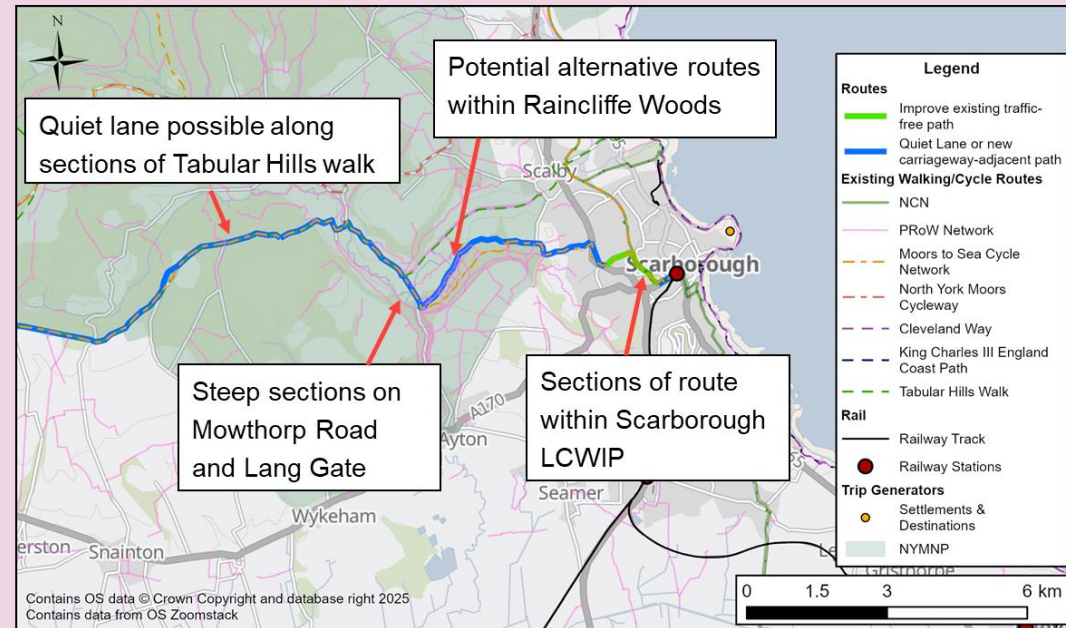 N
Quiet lane possible along
sections of Tabular Hills walk
Potential alternative routes
within Raincliffe Woods
Scalby
Scarborough
Steep sections on
Mowthorp Road
and Lang Gate
Sections of route
within Scarborough
LCWIP
A170
Ayton
Seamer
Wykeham
Snainton
erston
Gristhorpe
Legend
Routes
Improve existing traffic-
free path
Quiet Lane or new
carriageway-adjacent path
Existing Walking/Cycle Routes
NCN
PRoW Network
Moors to Sea Cycle
Network
North York Moors
Cycleway
Cleveland Way
King Charles III England
Coast Path
Tabular Hills Walk
Rail
Railway Track
Railway Stations
Trip Generators
Settlements &
Destinations
NYMNP
0 1.5 3 6 km
Contains OS data © Crown Copyright and database right 2025
Contains data from OS Zoomstack